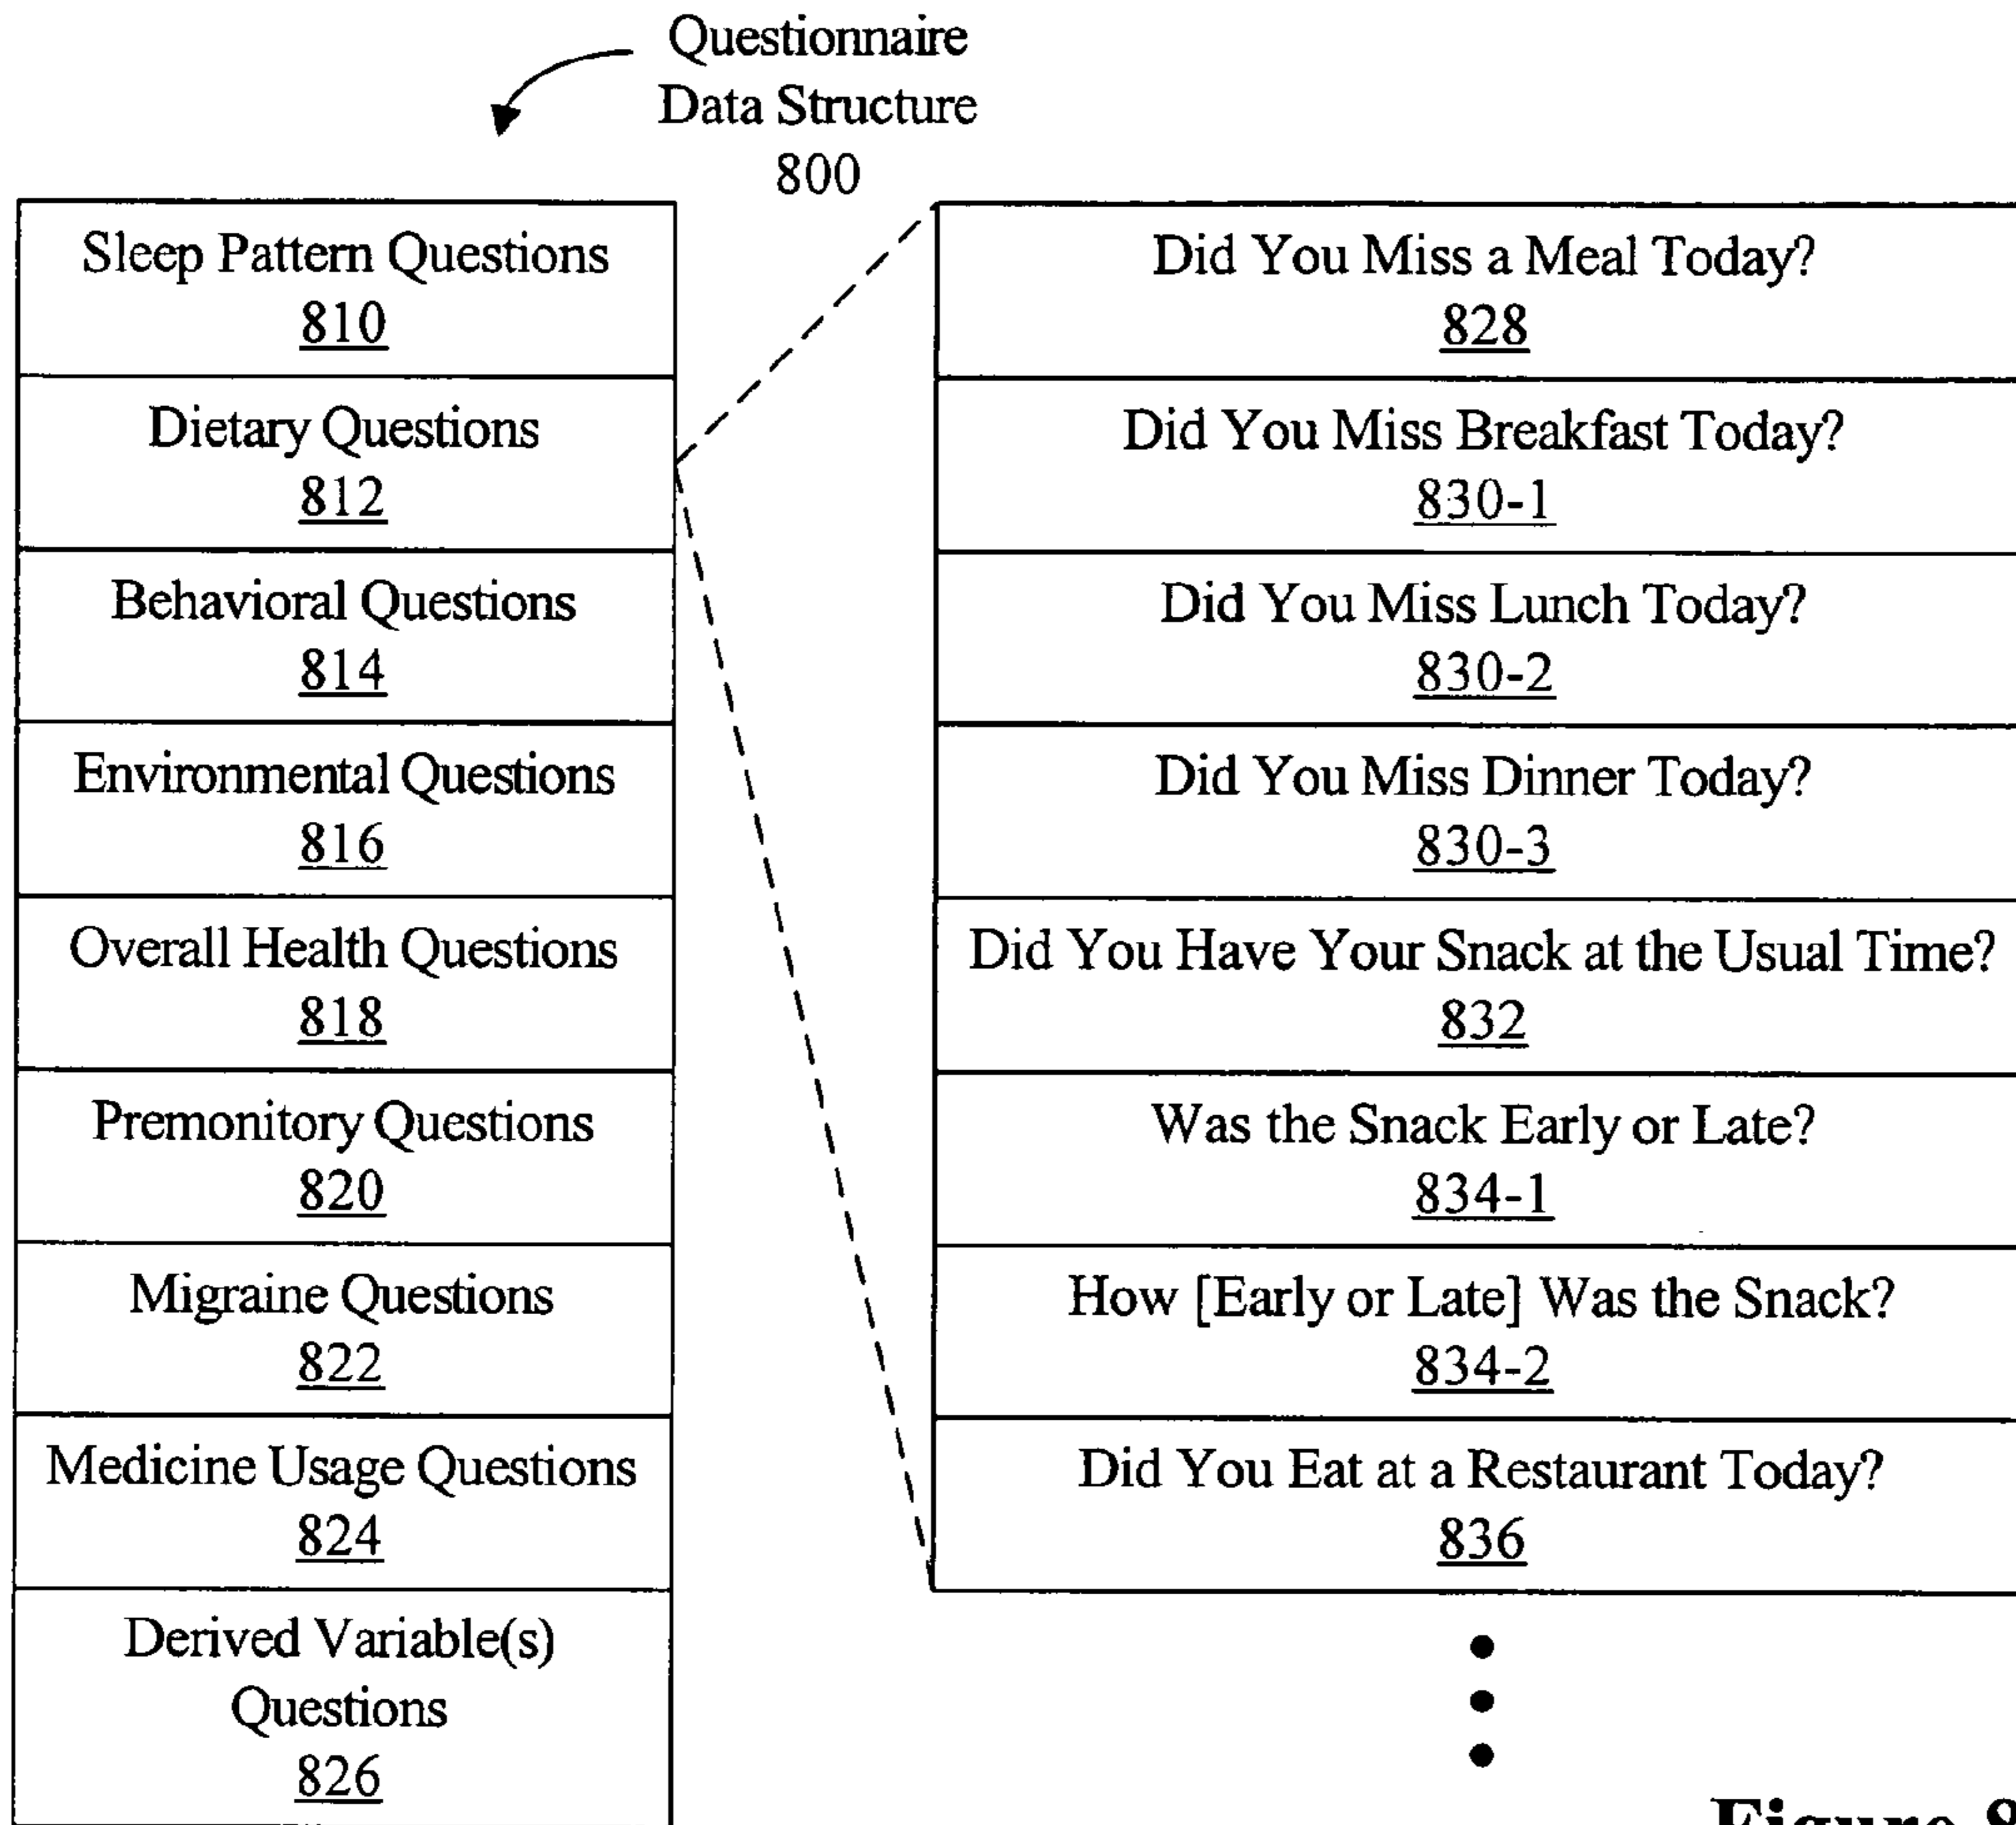 Questionnaire
Data Structure
800
Sleep Pattern Questions
810
Dietary Questions
812
Behavioral Questions
814
Environmental Questions
816
Overall Health Questions
818
Premonitory Questions
820
Migraine Questions
822
Medicine Usage Questions
824
Derived Variable(s)
Questions
826
Did You Miss a Meal Today?
828
Did You Miss Breakfast Today?
830-1
Did You Miss Lunch Today?
830-2
Did You Miss Dinner Today?
830-3
Did You Have Your Snack at the Usual Time?
832
Was the Snack Early or Late?
834-1
How [Early or Late] Was the Snack?
834-2
Did You Eat at a Restaurant Today?
836
Figure 8